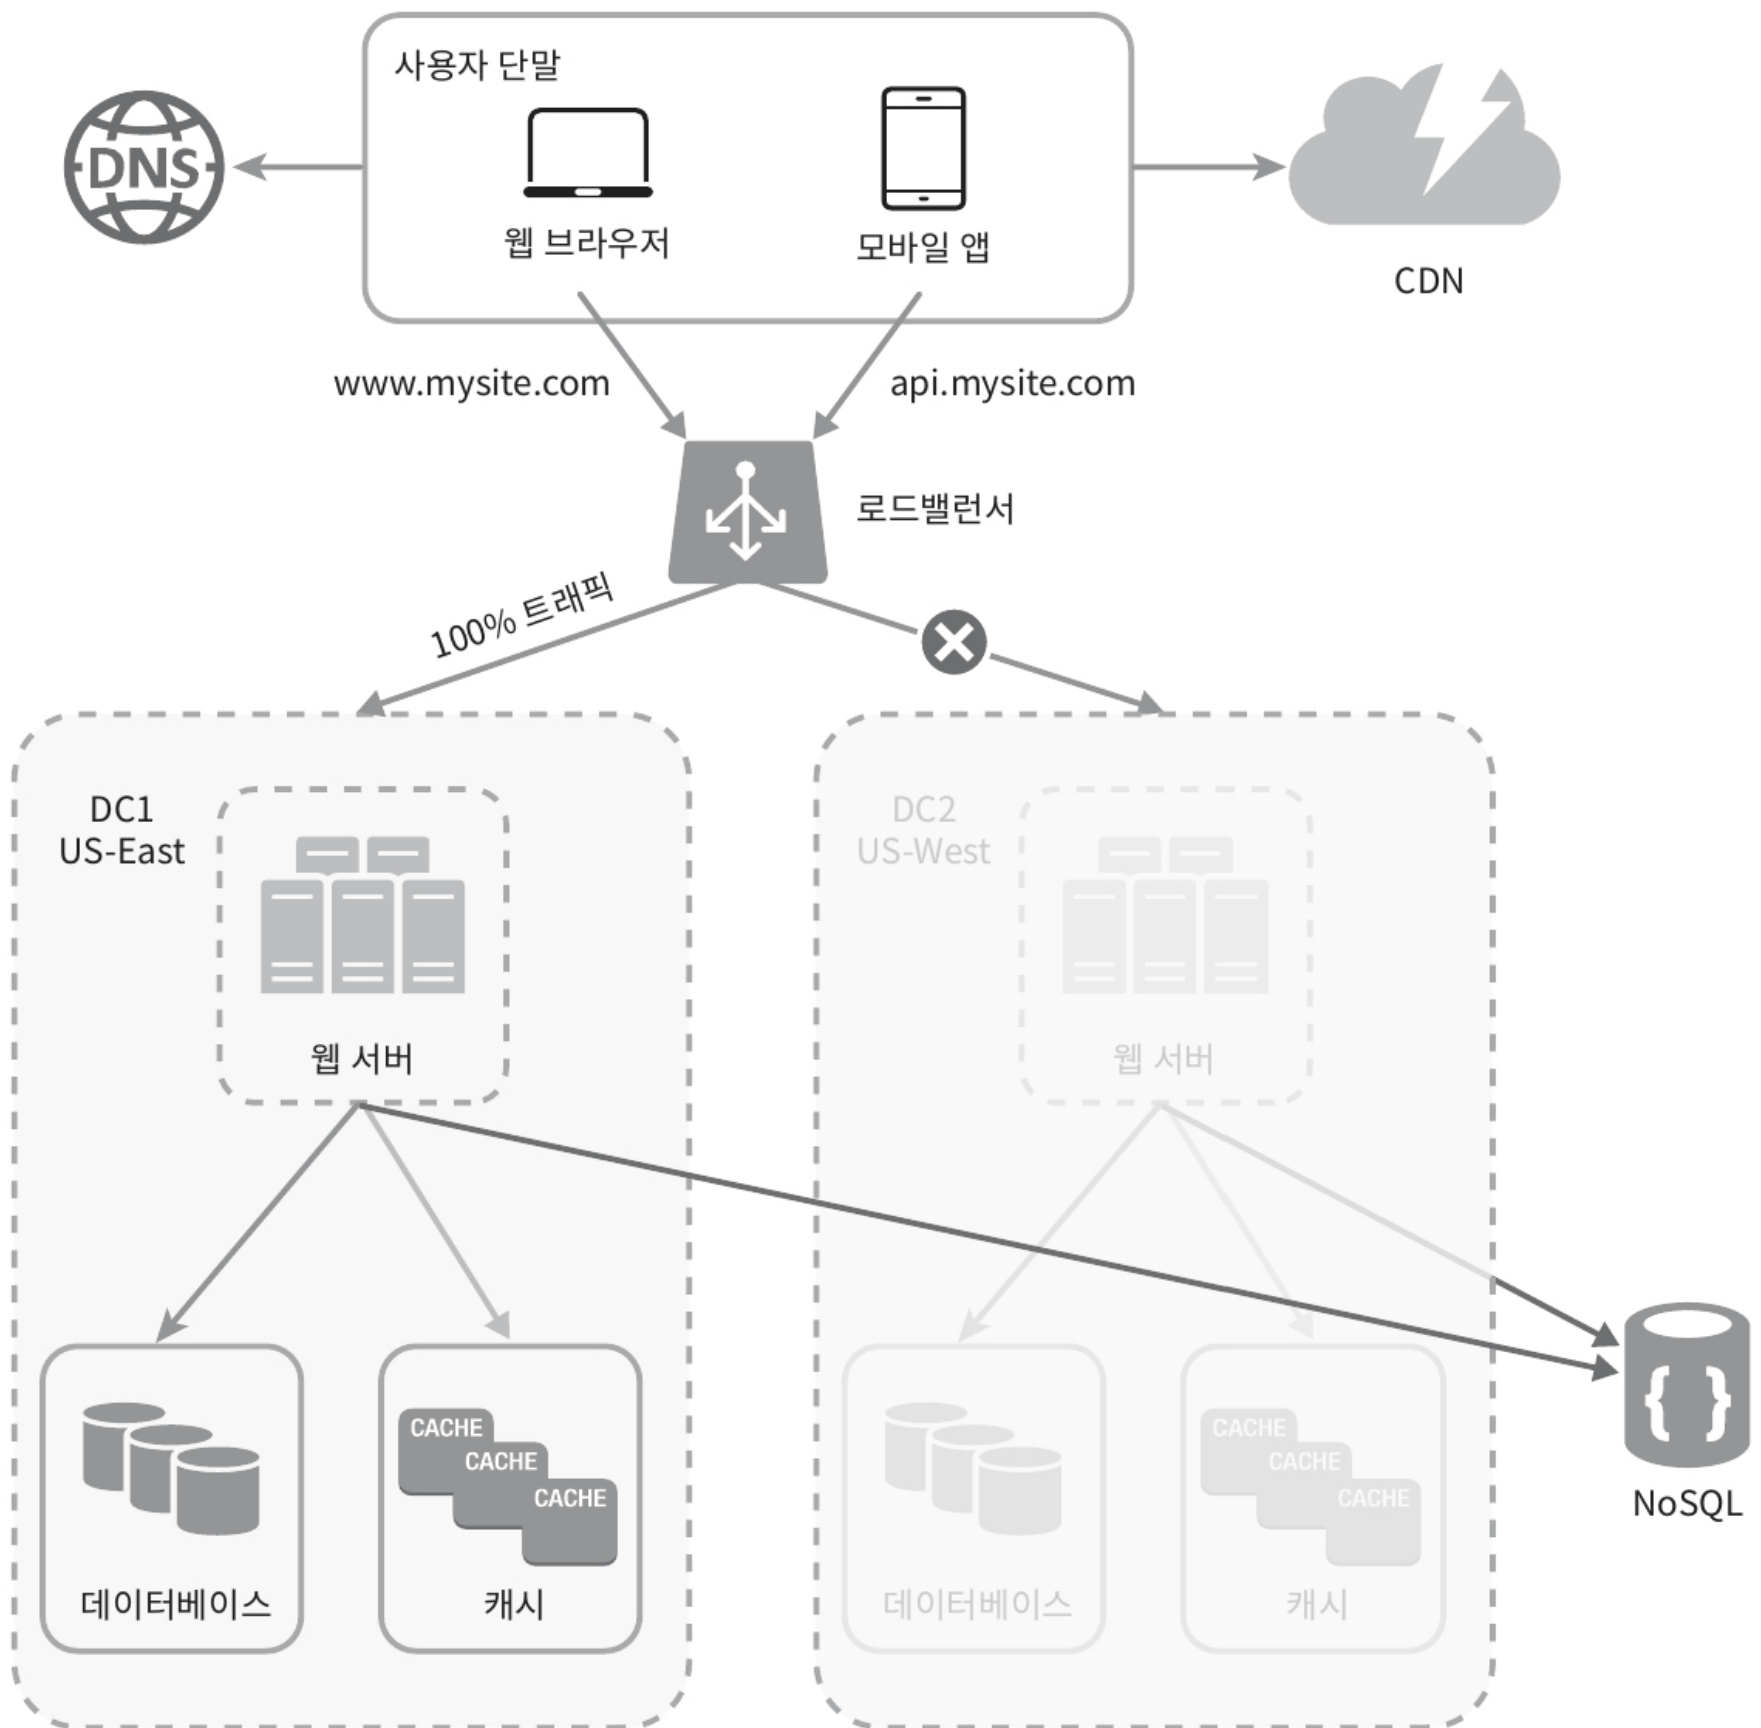 사용자 단말
DNS
웹 브라우저
모바일 앱
CDN
www.mysite.com
api.mysite.com
로드밸런서
100% 트래픽
DC1
US-East
웹 서버
DC2
US-West
웹 서버
CACHE
CACHE
CACHE
데이터베이스
캐시
CACHE
CACHE
CACHE
데이터베이스
캐시
{ }
NoSQL